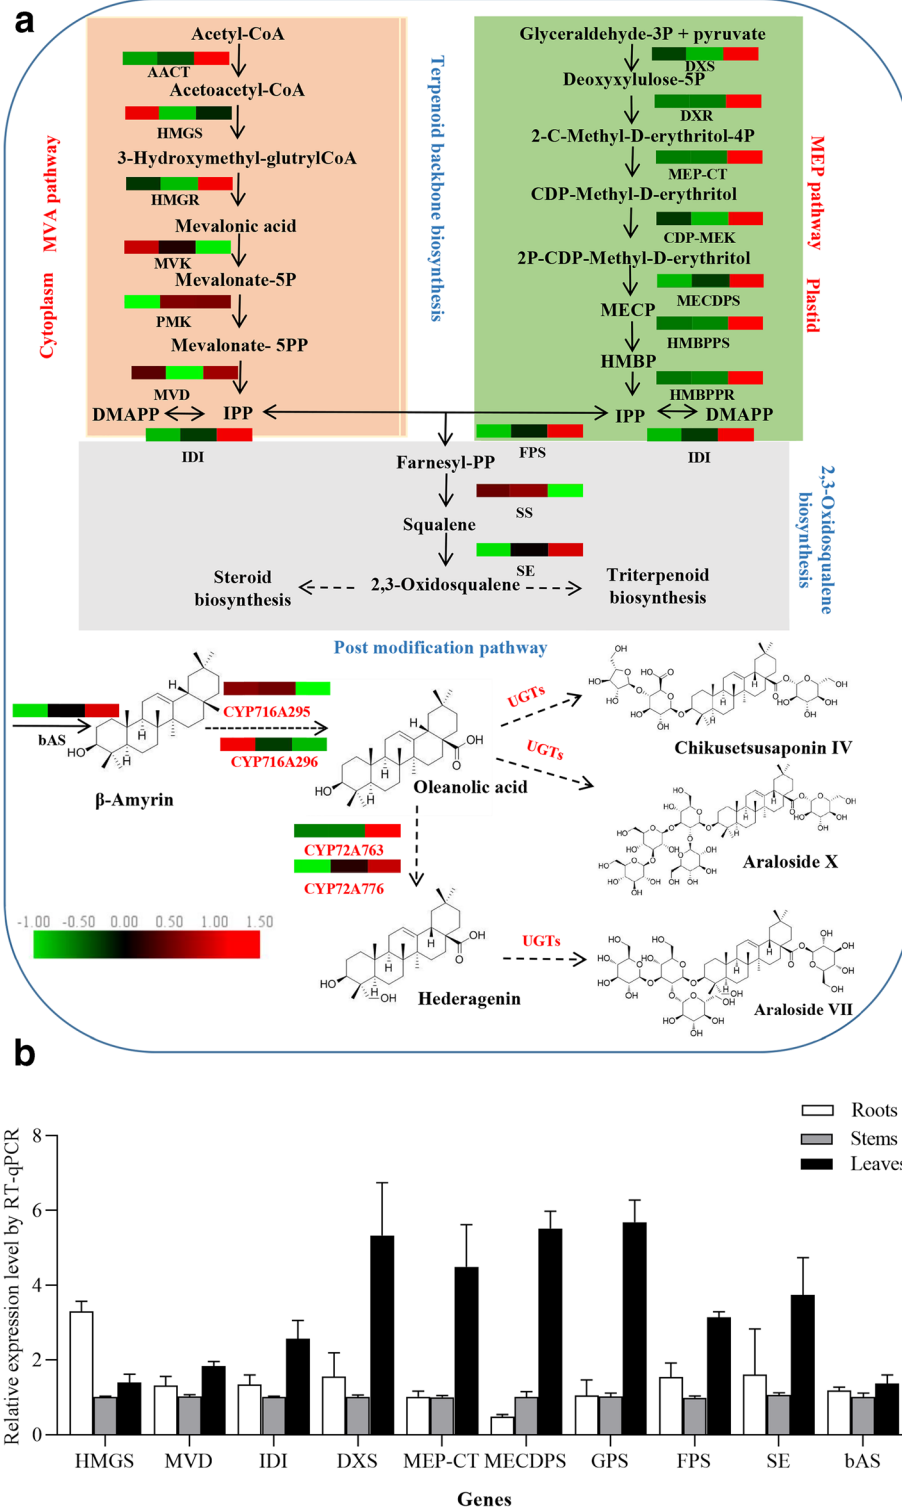 a
Acetyl-CoA
AACT
Acetoacetyl-CoA
HMGS
3-Hydroxymethyl-glutrylCoA
HMGR
Mevalonic acid
MVK
Mevalonate-5P
PMK
Mevalonate- 5PP
MVD
DMAPP
IPP
IDI
Cytoplasm MVA pathway
Terpenoid backbone biosynthesis
Glyceraldehyde-3P + pyruvate
DXS
Deoxyxylulose-5P
DXR
2-C-Methyl-D-erythritol-4P
MEP-CT
CDP-Methyl-D-erythritol
CDP-MEK
2P-CDP-Methyl-D-erythritol
MECDPS
MECP
HMBPPS
HMBP
HMBPPR
IPP
DMAPP
IDI
MEP pathway Plastid
FPS
Farnesyl-PP
SS
Squalene
SE
2,3-Oxidosqualene
Steroid
biosynthesis
Triterpenoid
biosynthesis
2,3-Oxidosqualene
biosynthesis
Post modification pathway
bAS
HO
H
H
β-Amyrin
CYP716A295
CYP716A296
HO
H
H
OH
O
Oleanolic acid
UGTs
UGTs
Chikusetsusaponin IV
Araloside X
CYP72A763
CYP72A776
HO
H
H
OH
O
OH
Hederagenin
UGTs
Araloside VII
-1.00 -0.50 0.00 0.50 1.00 1.50
b
Relative expression level by RT-qPCR
8
6
4
2
0
Roots
Stems
Leaves
HMGS MVD IDI DXS MEP-CT MECDPS GPS FPS SE bAS
Genes